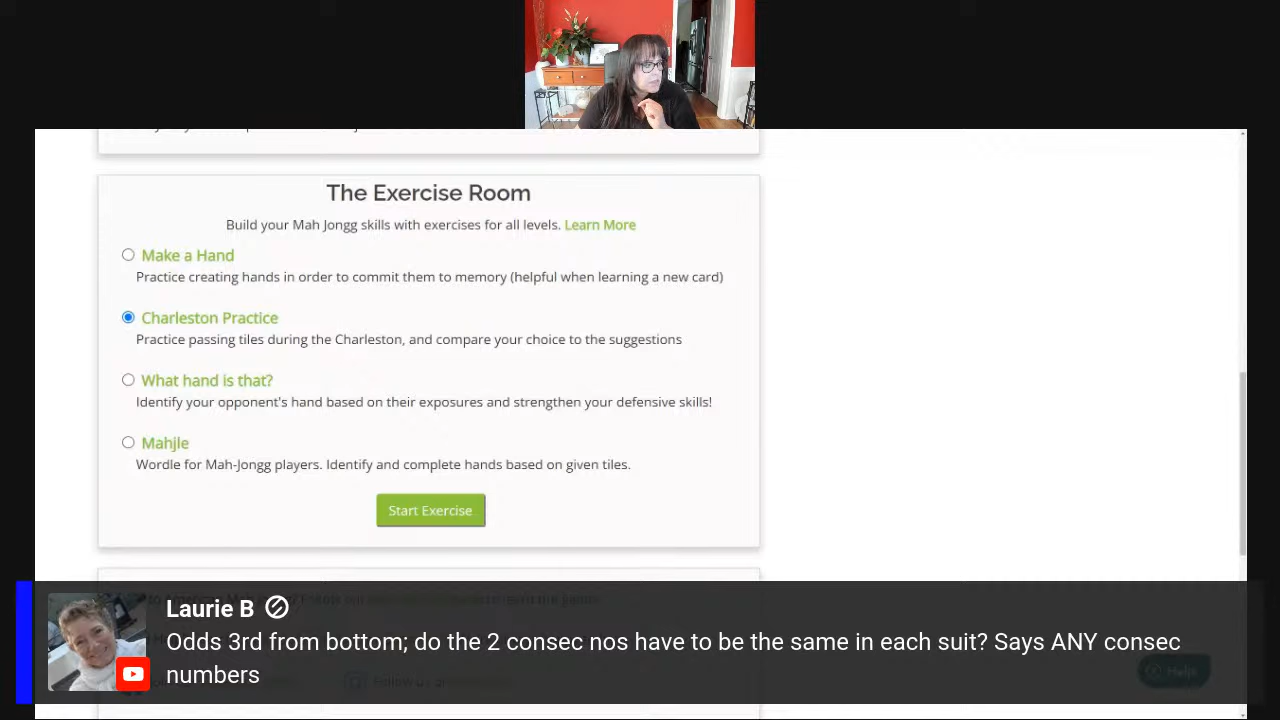 The Exercise Room
Build your Mah Jongg skills with exercises for all levels. Learn More
Make a Hand
Practice creating hands in order to commit them to memory (helpful when learning a new card)
Charleston Practice
Practice passing tiles during the Charleston, and compare your choice to the suggestions
What hand is that?
Identify your opponent's hand based on their exposures and strengthen your defensive skills!
Mahjle
Wordle for Mah-Jongg players. Identify and complete hands based on given tiles.
Start Exercise
Laurie B
Odds 3rd from bottom; do the 2 consec nos have to be the same in each suit? Says ANY consec
numbers
Help